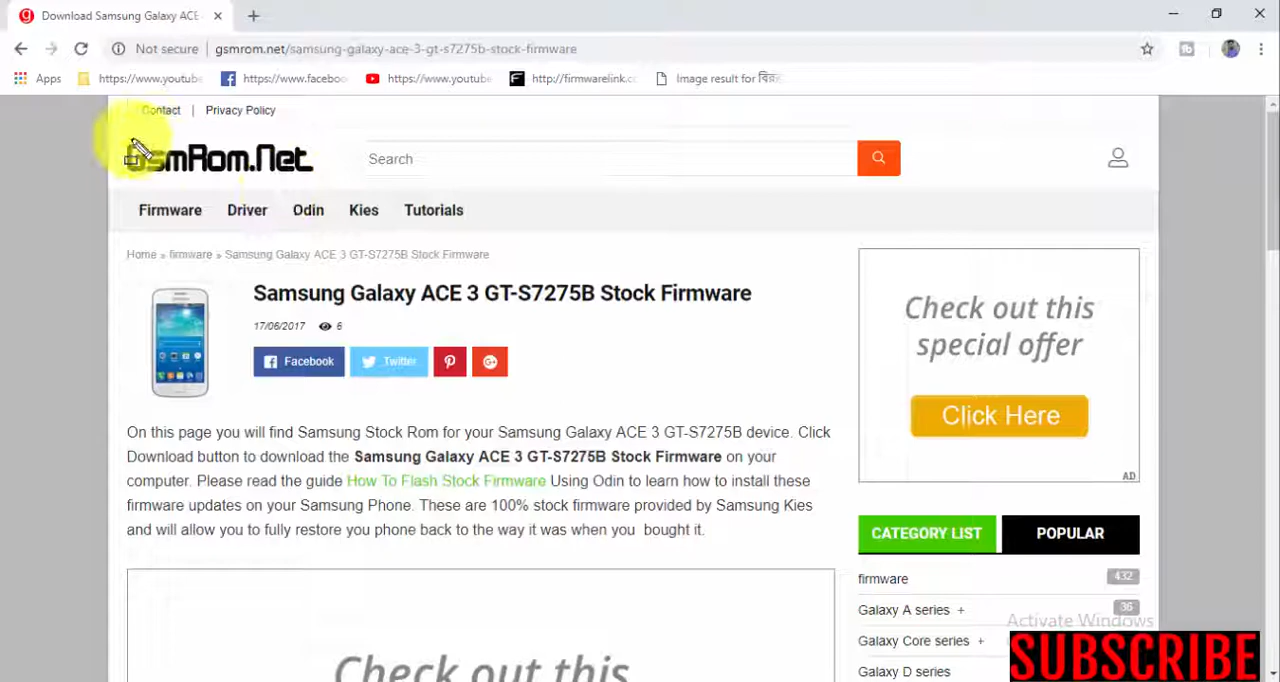 Download Samsung Galaxy ACE
Not secure | gsmrom.net/samsung-galaxy-ace-3-gt-s7275b-stock-firmware
Apps https://www.youtube https://www.faceboo https://www.youtube http://firmwarelink.co Image result for
Contact | Privacy Policy
GsmRom.Net
Search
Firmware Driver Odin Kies Tutorials
Home » firmware » Samsung Galaxy ACE 3 GT-S7275B Stock Firmware
Samsung Galaxy ACE 3 GT-S7275B Stock Firmware
17/06/2017 6
Facebook Twitter
On this page you will find Samsung Stock Rom for your Samsung Galaxy ACE 3 GT-S7275B device. Click
Download button to download the Samsung Galaxy ACE 3 GT-S7275B Stock Firmware on your
computer. Please read the guide How To Flash Stock Firmware Using Odin to learn how to install these
firmware updates on your Samsung Phone. These are 100% stock firmware provided by Samsung Kies
and will allow you to fully restore you phone back to the way it was when you bought it.
Check out this
Check out this
special offer
Click Here
AD
CATEGORY LIST POPULAR
firmware 432
Galaxy A series + 36
Galaxy Core series +
Galaxy D series
Activate Windows
SUBSCRIBE